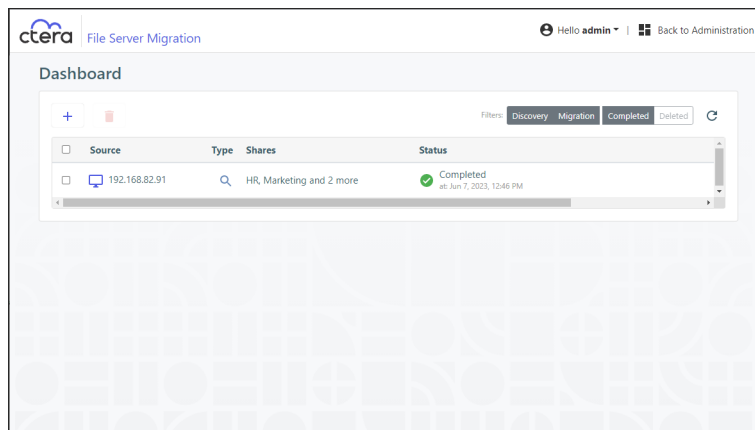 ctera File Server Migration
Hello admin | Back to Administration
Dashboard
+ Filters: Discovery Migration Completed Deleted
Source Type Shares Status
192.168.82.91 HR, Marketing and 2 more Completed
at: Jun 7, 2023, 12:46 PM